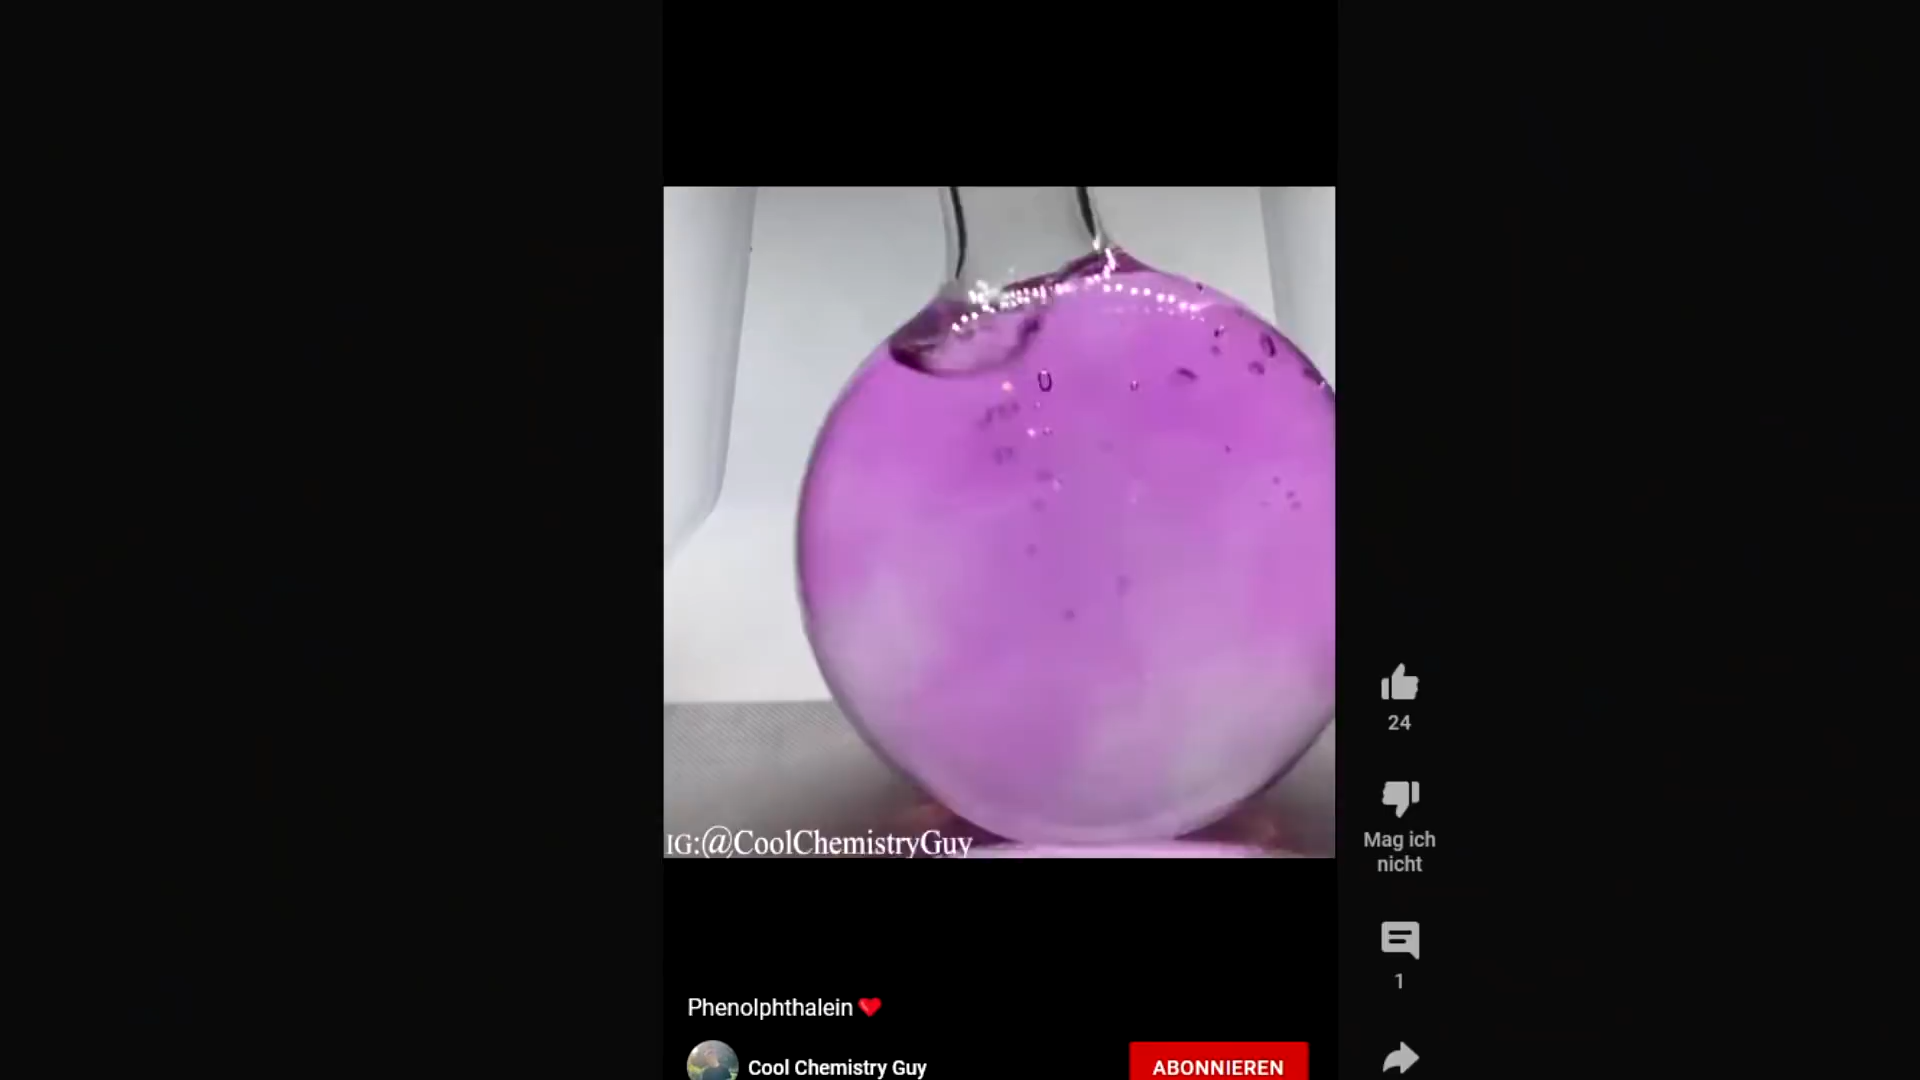 IG:@CoolChemistryGuy
24
Mag ich
nicht
1
Phenolphthalein ❤️
Cool Chemistry Guy
ABONNIEREN